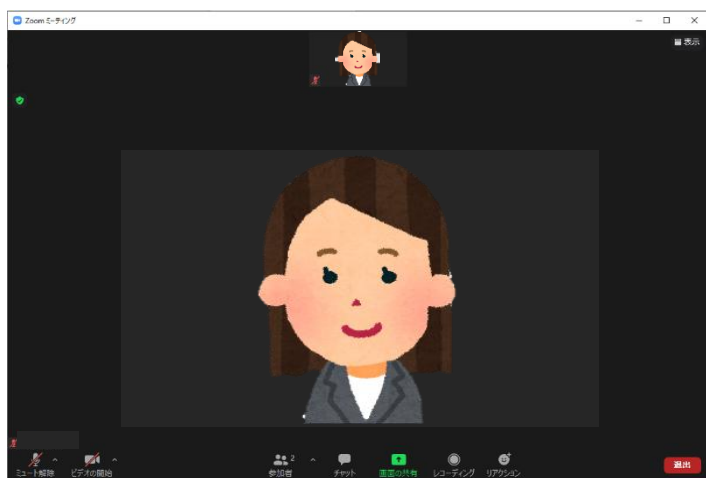 Zoom ミーティング
表示
ミュート解除
ビデオの開始
参加者
2
チャット
画面の共有
レコーディング
リアクション
退出